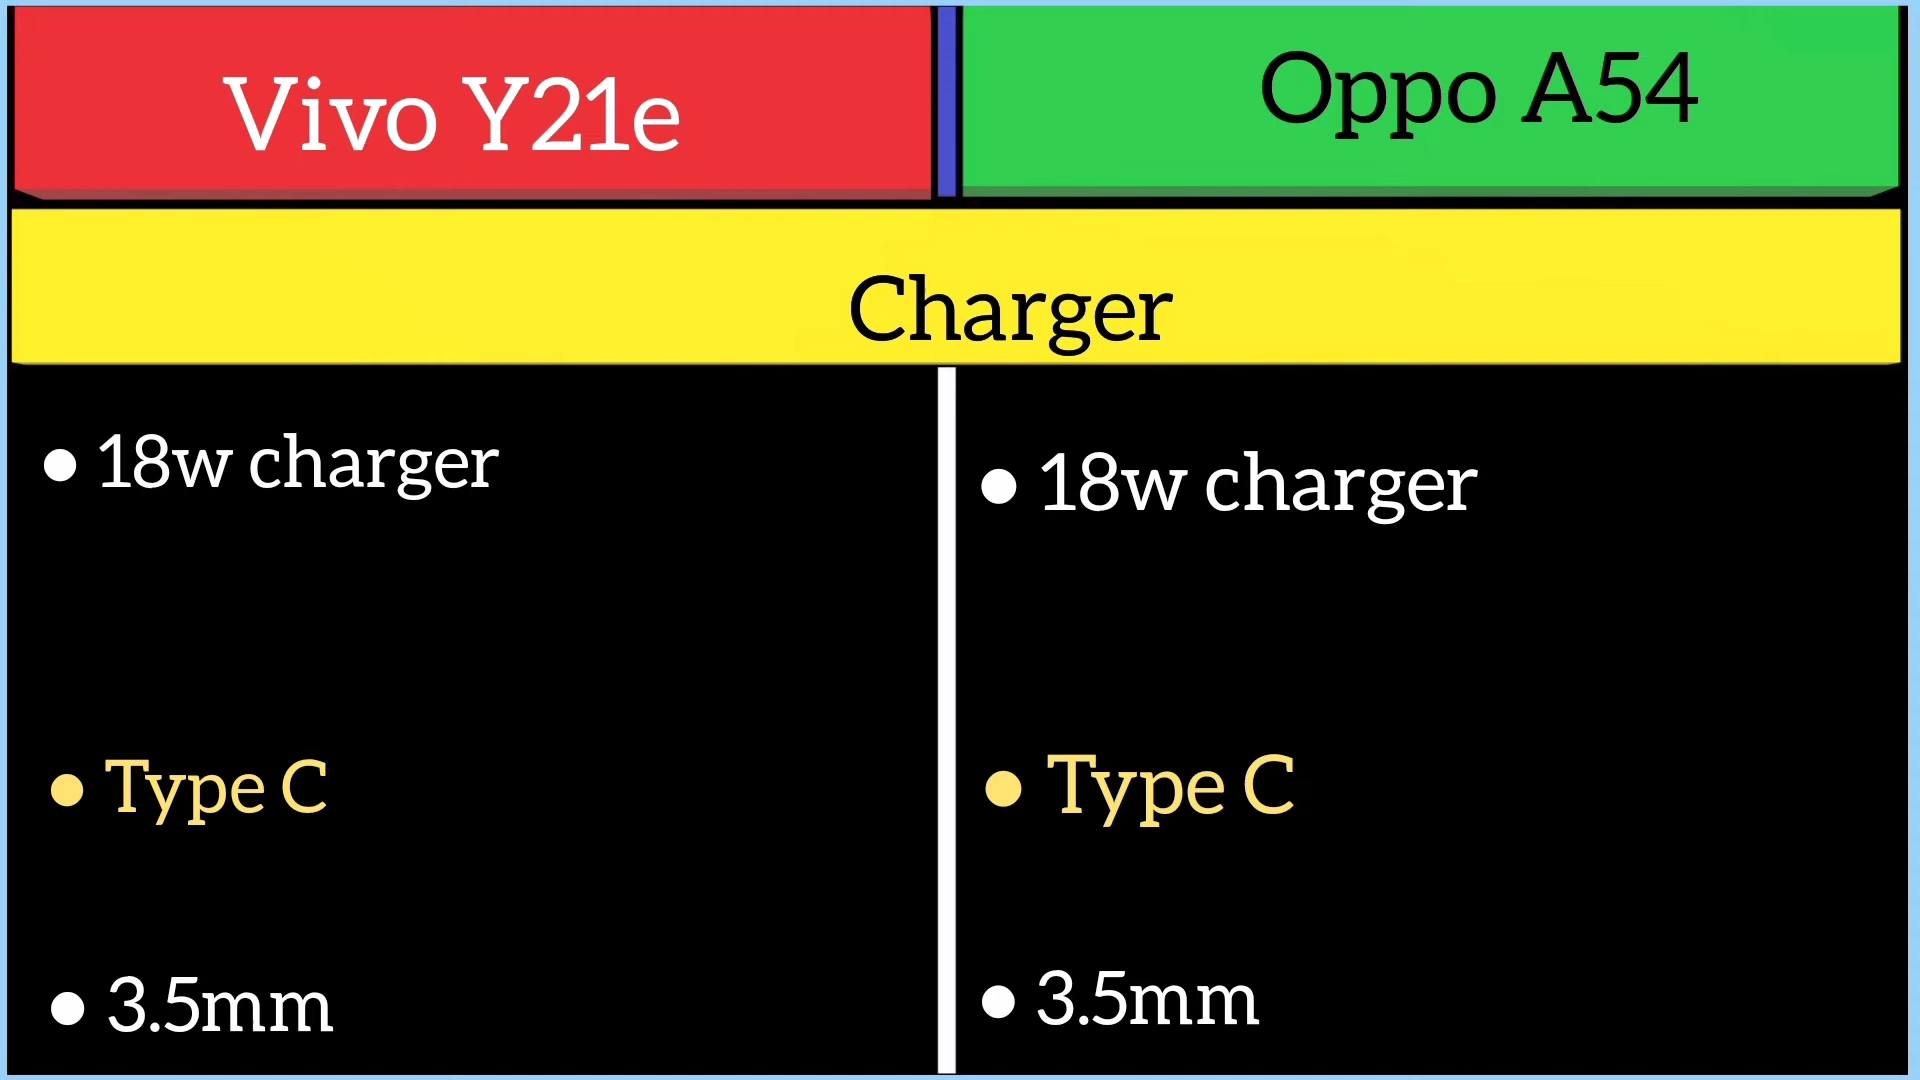 Vivo Y21e
Oppo A54
Charger
● 18w charger
● 18w charger
● Type C
● Type C
● 3.5mm
● 3.5mm